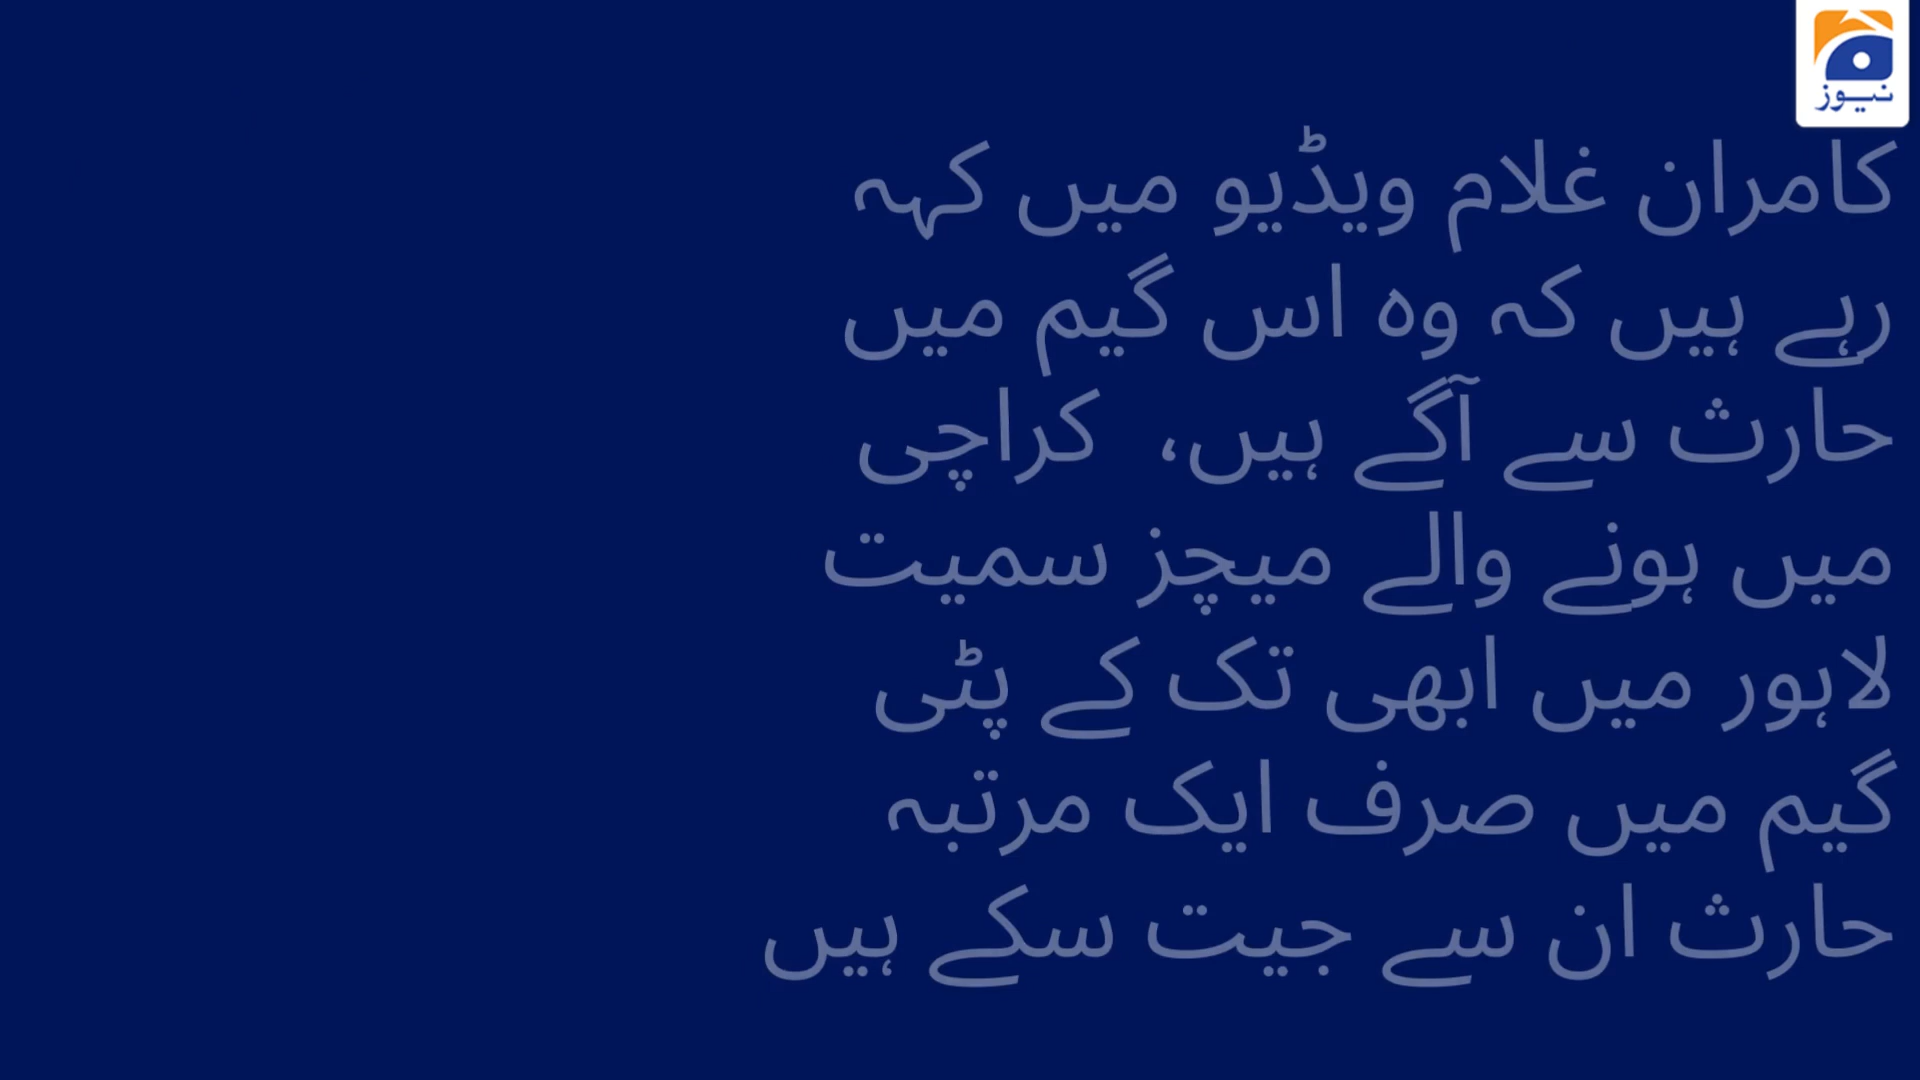 نیوز
کامران غلام ویڈیو میں کہہ
رہے ہیں کہ وہ اس گیم میں
حارث سے آگے ہیں،  کراچی
میں ہونے والے میچز سمیت
لاہور میں ابھی تک کے پٹی
گیم میں صرف ایک مرتبہ
حارث ان سے جیت سکے ہیں